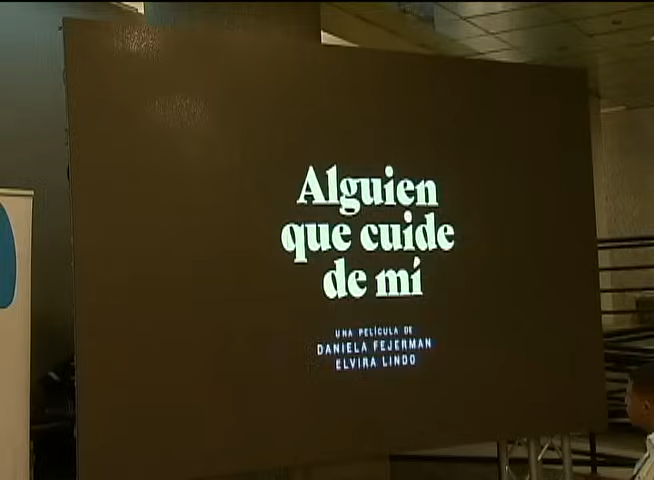 Alguien
que cuide
de mí
UNA PELÍCULA DE
DANIELA FEJERMAN
ELVIRA LINDO